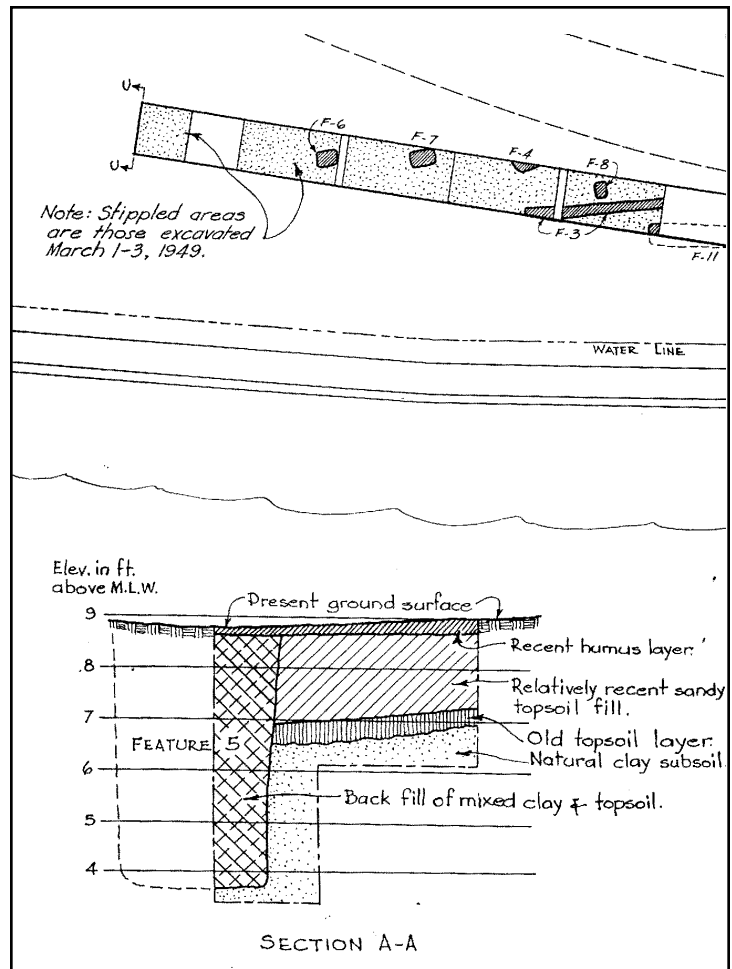 U
U
F-6
F-7
F-4
F-8
F-3
F-11
Note: Stippled areas
are those excavated
March 1-3, 1949.
WATER LINE
Elev. in ft.
above M.L.W.
9
8
7
6
5
4
Present ground surface
Recent humus layer.
Relatively recent sandy
topsoil fill.
Old topsoil layer.
Natural clay subsoil.
FEATURE 5
Back fill of mixed clay & topsoil.
SECTION A-A